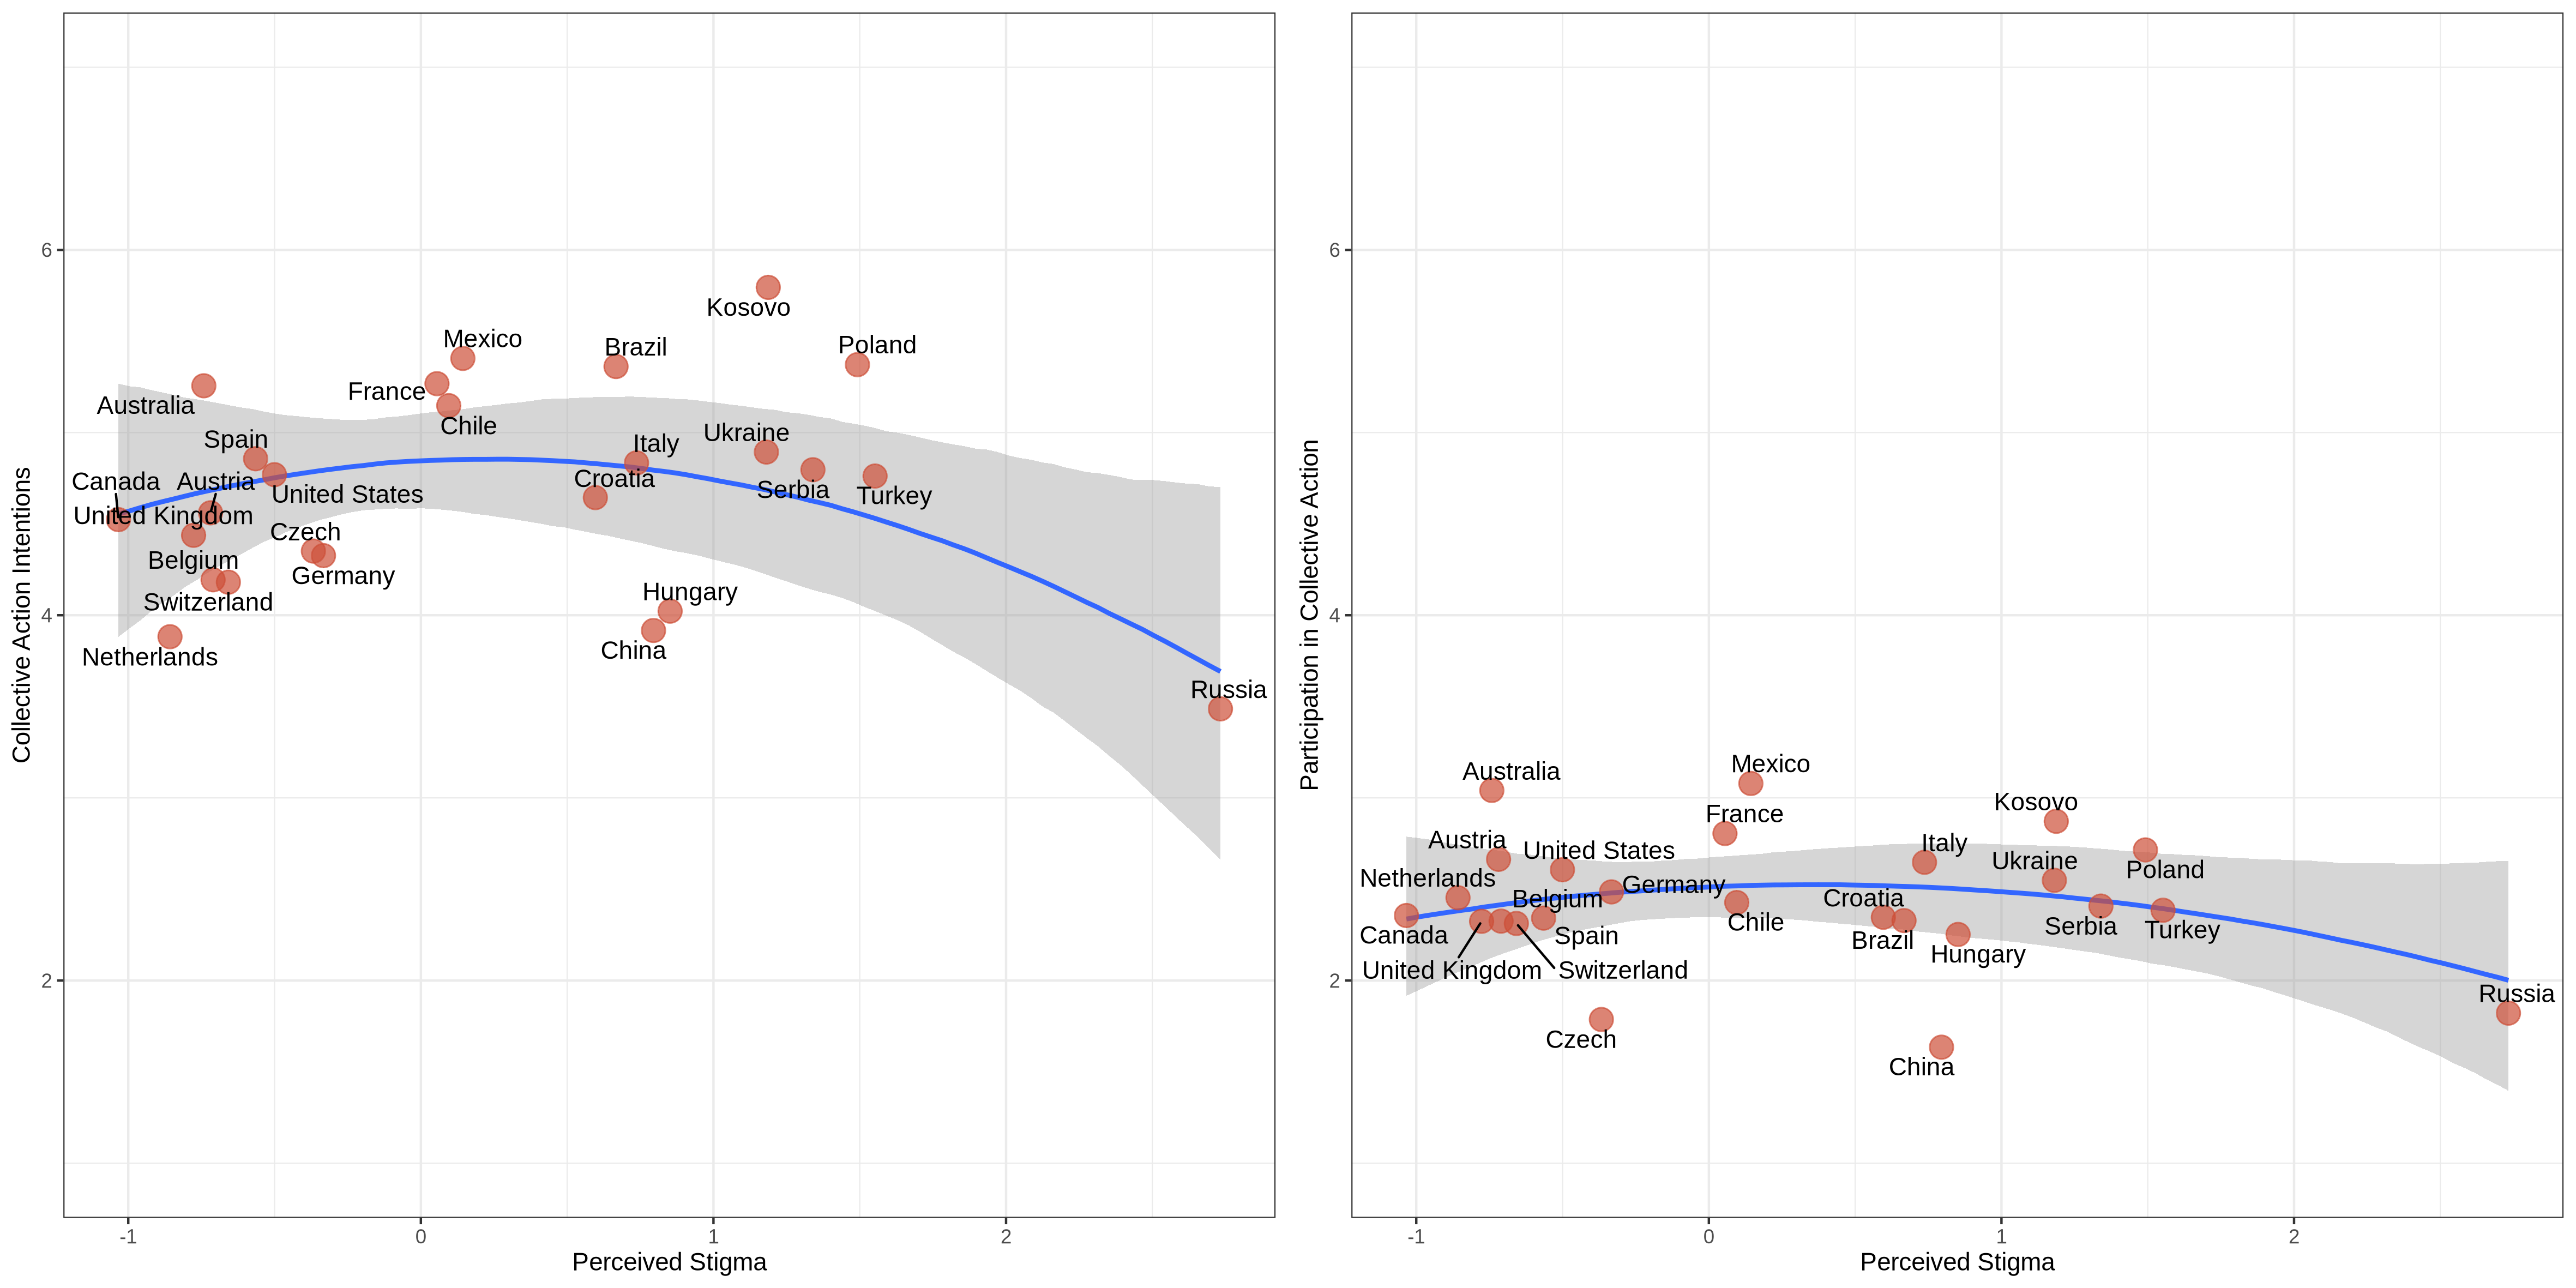 Collective Action Intentions
6
4
2
Kosovo
Mexico
Brazil
Poland
France
Australia
Chile
Ukraine
Spain
Italy
Canada
Austria
Croatia
Serbia
United States
Turkey
United Kingdom
Czech
Belgium
Germany
Hungary
Switzerland
China
Netherlands
Russia
-1
0
1
2
Perceived Stigma
Participation in Collective Action
6
4
2
Mexico
Australia
Kosovo
France
Austria
Italy
United States
Ukraine
Poland
Netherlands
Germany
Belgium
Croatia
Chile
Serbia
Turkey
Canada
Spain
Brazil
Hungary
United Kingdom
Switzerland
Russia
Czech
China
-1
0
1
2
Perceived Stigma